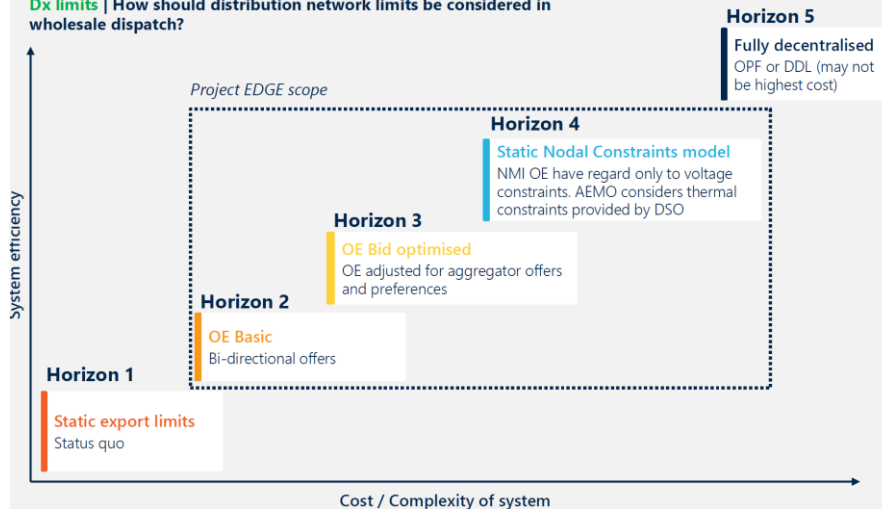 Dx limits | How should distribution network limits be considered in
wholesale dispatch?
Horizon 5
Fully decentralised
OPF or DDL (may not
be highest cost)
Project EDGE scope
Horizon 4
Static Nodal Constraints model
NMI OE have regard only to voltage
constraints. AEMO considers thermal
constraints provided by DSO
Horizon 3
OE Bid optimised
OE adjusted for aggregator offers
and preferences
Horizon 2
OE Basic
Bi-directional offers
Horizon 1
Static export limits
Status quo
System efficiency
Cost / Complexity of system